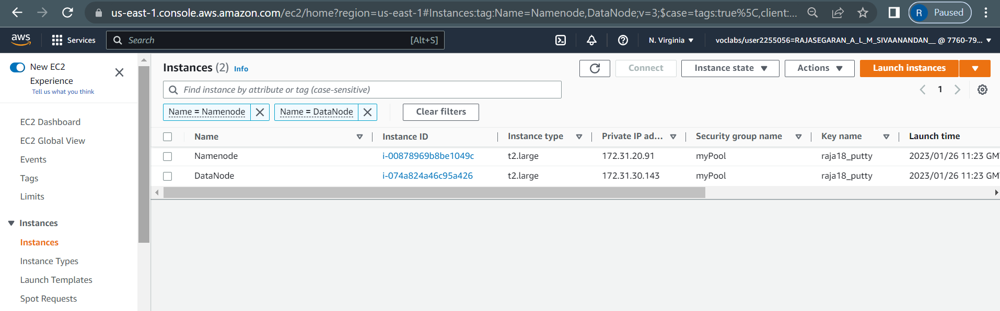 us-east-1.console.aws.amazon.com/ec2/home?region=us-east-1#Instances:tag:Name=Namenode,DataNode;v=3;$case=tags:true%5C,client:... R Paused
aws Services Search [Alt+S] N. Virginia voclabs/user2255056=RAJASEGARAN_A_L_M_SIVAANANDAN__ @ 7760-79...
New EC2
Experience
Tell us what you think
EC2 Dashboard
EC2 Global View
Events
Tags
Limits
Instances
Instances
Instance Types
Launch Templates
Spot Requests
Instances (2) Info Connect Instance state Actions Launch instances
Find instance by attribute or tag (case-sensitive) 1
Name = Namenode Name = DataNode Clear filters
Name Instance ID Instance type Private IP ad... Security group name Key name Launch time
Namenode i-00878969b8be1049c t2.large 172.31.20.91 myPool raja18_putty 2023/01/26 11:23 GM
DataNode i-074a824a46c95a426 t2.large 172.31.30.143 myPool raja18_putty 2023/01/26 11:23 GM